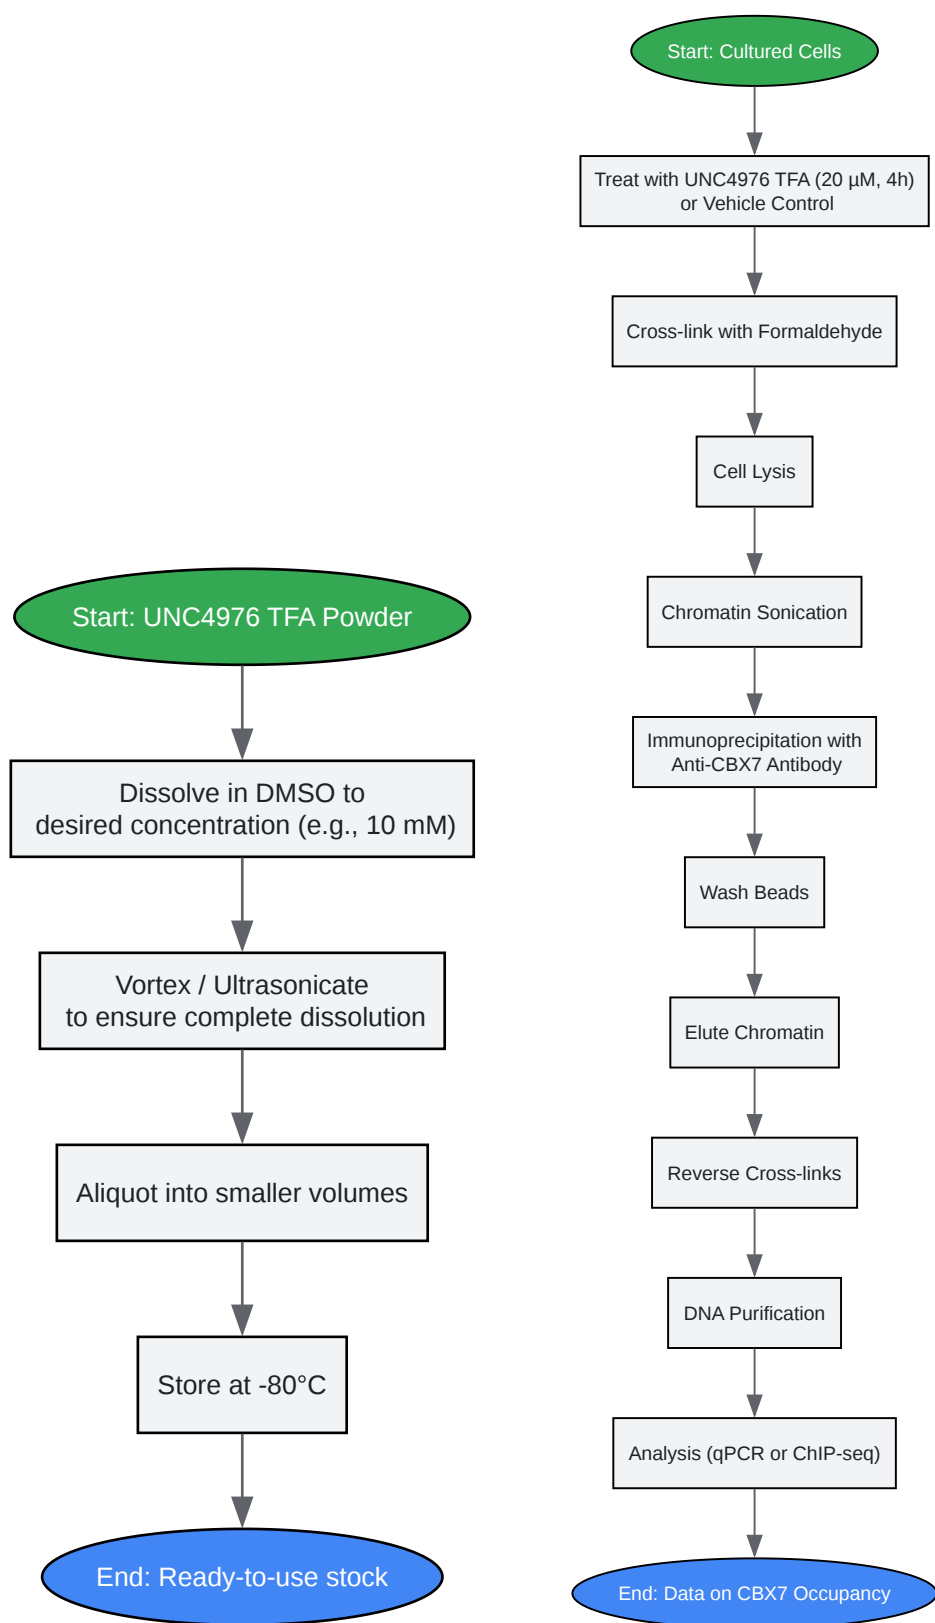 Start: UNC4976 TFA Powder
Dissolve in DMSO to
desired concentration (e.g., 10 mM)
Vortex / Ultrasonicate
to ensure complete dissolution
Aliquot into smaller volumes
Store at -80°C
End: Ready-to-use stock
Start: Cultured Cells
Treat with UNC4976 TFA (20 µM, 4h)
or Vehicle Control
Cross-link with Formaldehyde
Cell Lysis
Chromatin Sonication
Immunoprecipitation with
Anti-CBX7 Antibody
Wash Beads
Elute Chromatin
Reverse Cross-links
DNA Purification
Analysis (qPCR or ChIP-seq)
End: Data on CBX7 Occupancy